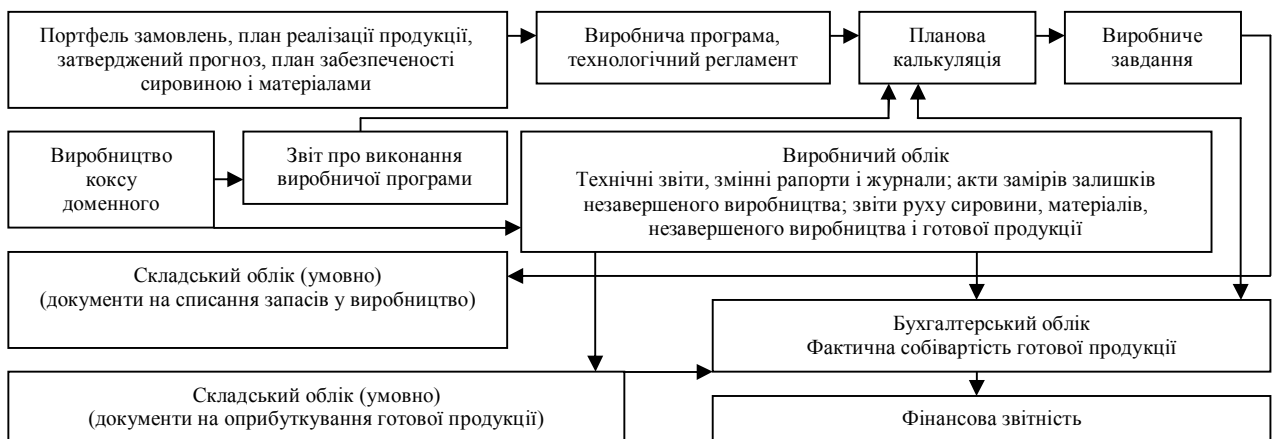 Портфель замовлень, план реалізації продукції,
затверджений прогноз, план забезпеченості
сировиною і матеріалами
Виробнича програма,
технологічний регламент
Планова
калькуляція
Виробниче
завдання
Виробництво
коксу
доменного
Звіт про виконання
виробничої програми
Виробничий облік
Технічні звіти, змінні рапорти і журнали; акти замірів залишків
незавершеного виробництва; звіти руху сировини, матеріалів,
незавершеного виробництва і готової продукції
Складський облік (умовно)
(документи на списання запасів у виробництво)
Бухгалтерський облік
Фактична собівартість готової продукції
Складський облік (умовно)
(документи на оприбуткування готової продукції)
Фінансова звітність